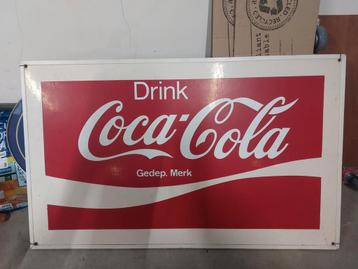 Drink
Coca-Cola
Gedep. Merk